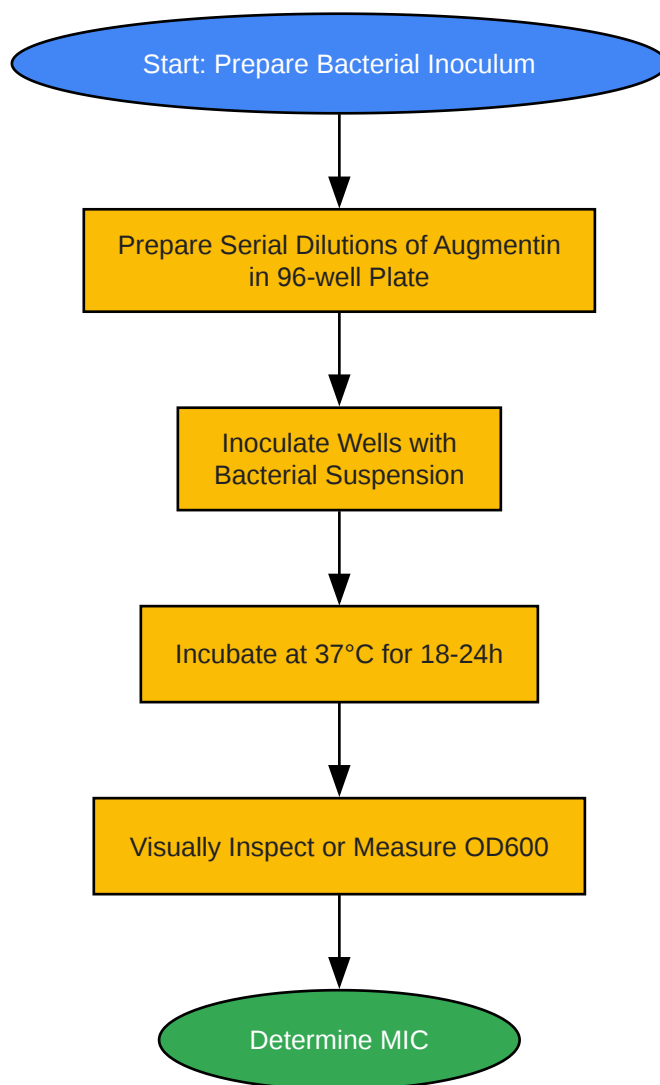 Start: Prepare Bacterial Inoculum
Prepare Serial Dilutions of Augmentin
in 96-well Plate
Inoculate Wells with
Bacterial Suspension
Incubate at 37°C for 18-24h
Visually Inspect or Measure OD600
Determine MIC